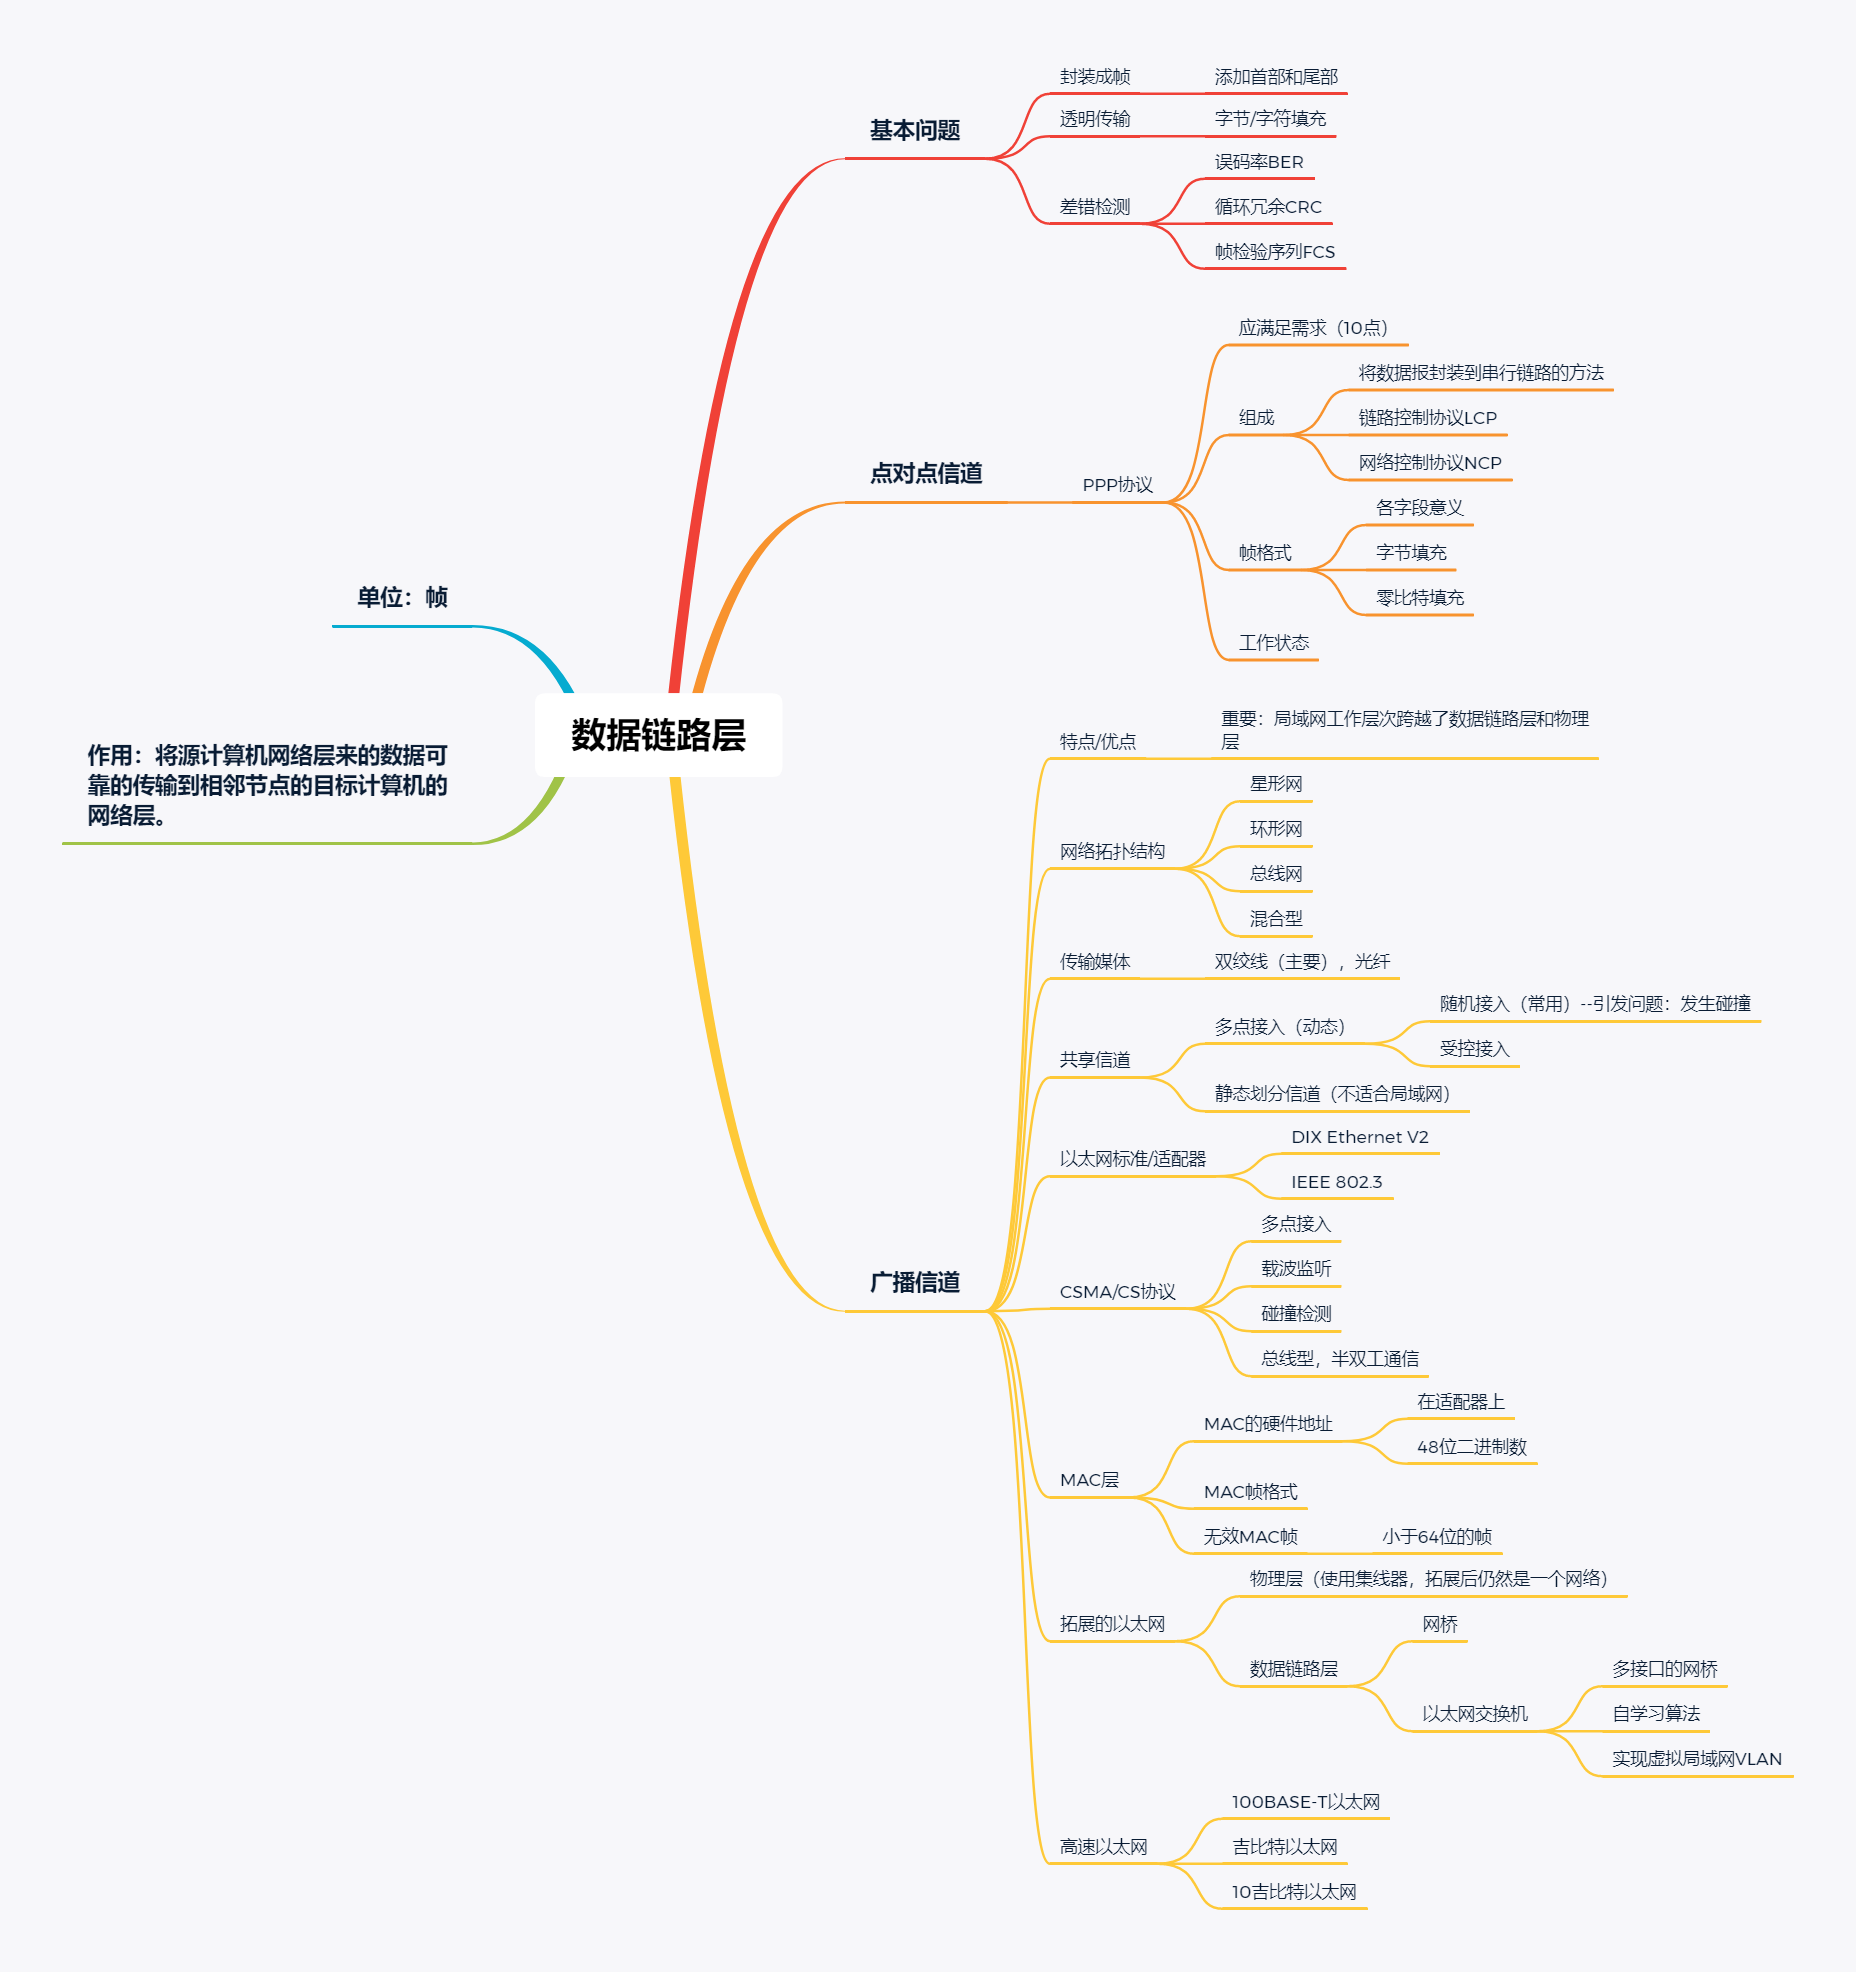 数据链路层
单位：帧
作用：将源计算机网络层来的数据可
靠的传输到相邻节点的目标计算机的
网络层。
基本问题
封装成帧
添加首部和尾部
透明传输
字节/字符填充
差错检测
误码率BER
循环冗余CRC
帧检验序列FCS
点对点信道
PPP协议
应满足需求（10点）
组成
将数据报封装到串行链路的方法
链路控制协议LCP
网络控制协议NCP
帧格式
各字段意义
字节填充
零比特填充
工作状态
广播信道
特点/优点
重要：局域网工作层次跨越了数据链路层和物理
层
网络拓扑结构
星形网
环形网
总线网
混合型
传输媒体
双绞线（主要），光纤
共享信道
多点接入（动态）
随机接入（常用）--引发问题：发生碰撞
受控接入
静态划分信道（不适合局域网）
以太网标准/适配器
DIX Ethernet V2
IEEE 802.3
CSMA/CS协议
多点接入
载波监听
碰撞检测
总线型，半双工通信
MAC层
MAC的硬件地址
在适配器上
48位二进制数
MAC帧格式
无效MAC帧
小于64位的帧
拓展的以太网
物理层（使用集线器，拓展后仍然是一个网络）
数据链路层
网桥
以太网交换机
多接口的网桥
自学习算法
实现虚拟局域网VLAN
高速以太网
100BASE-T以太网
吉比特以太网
10吉比特以太网